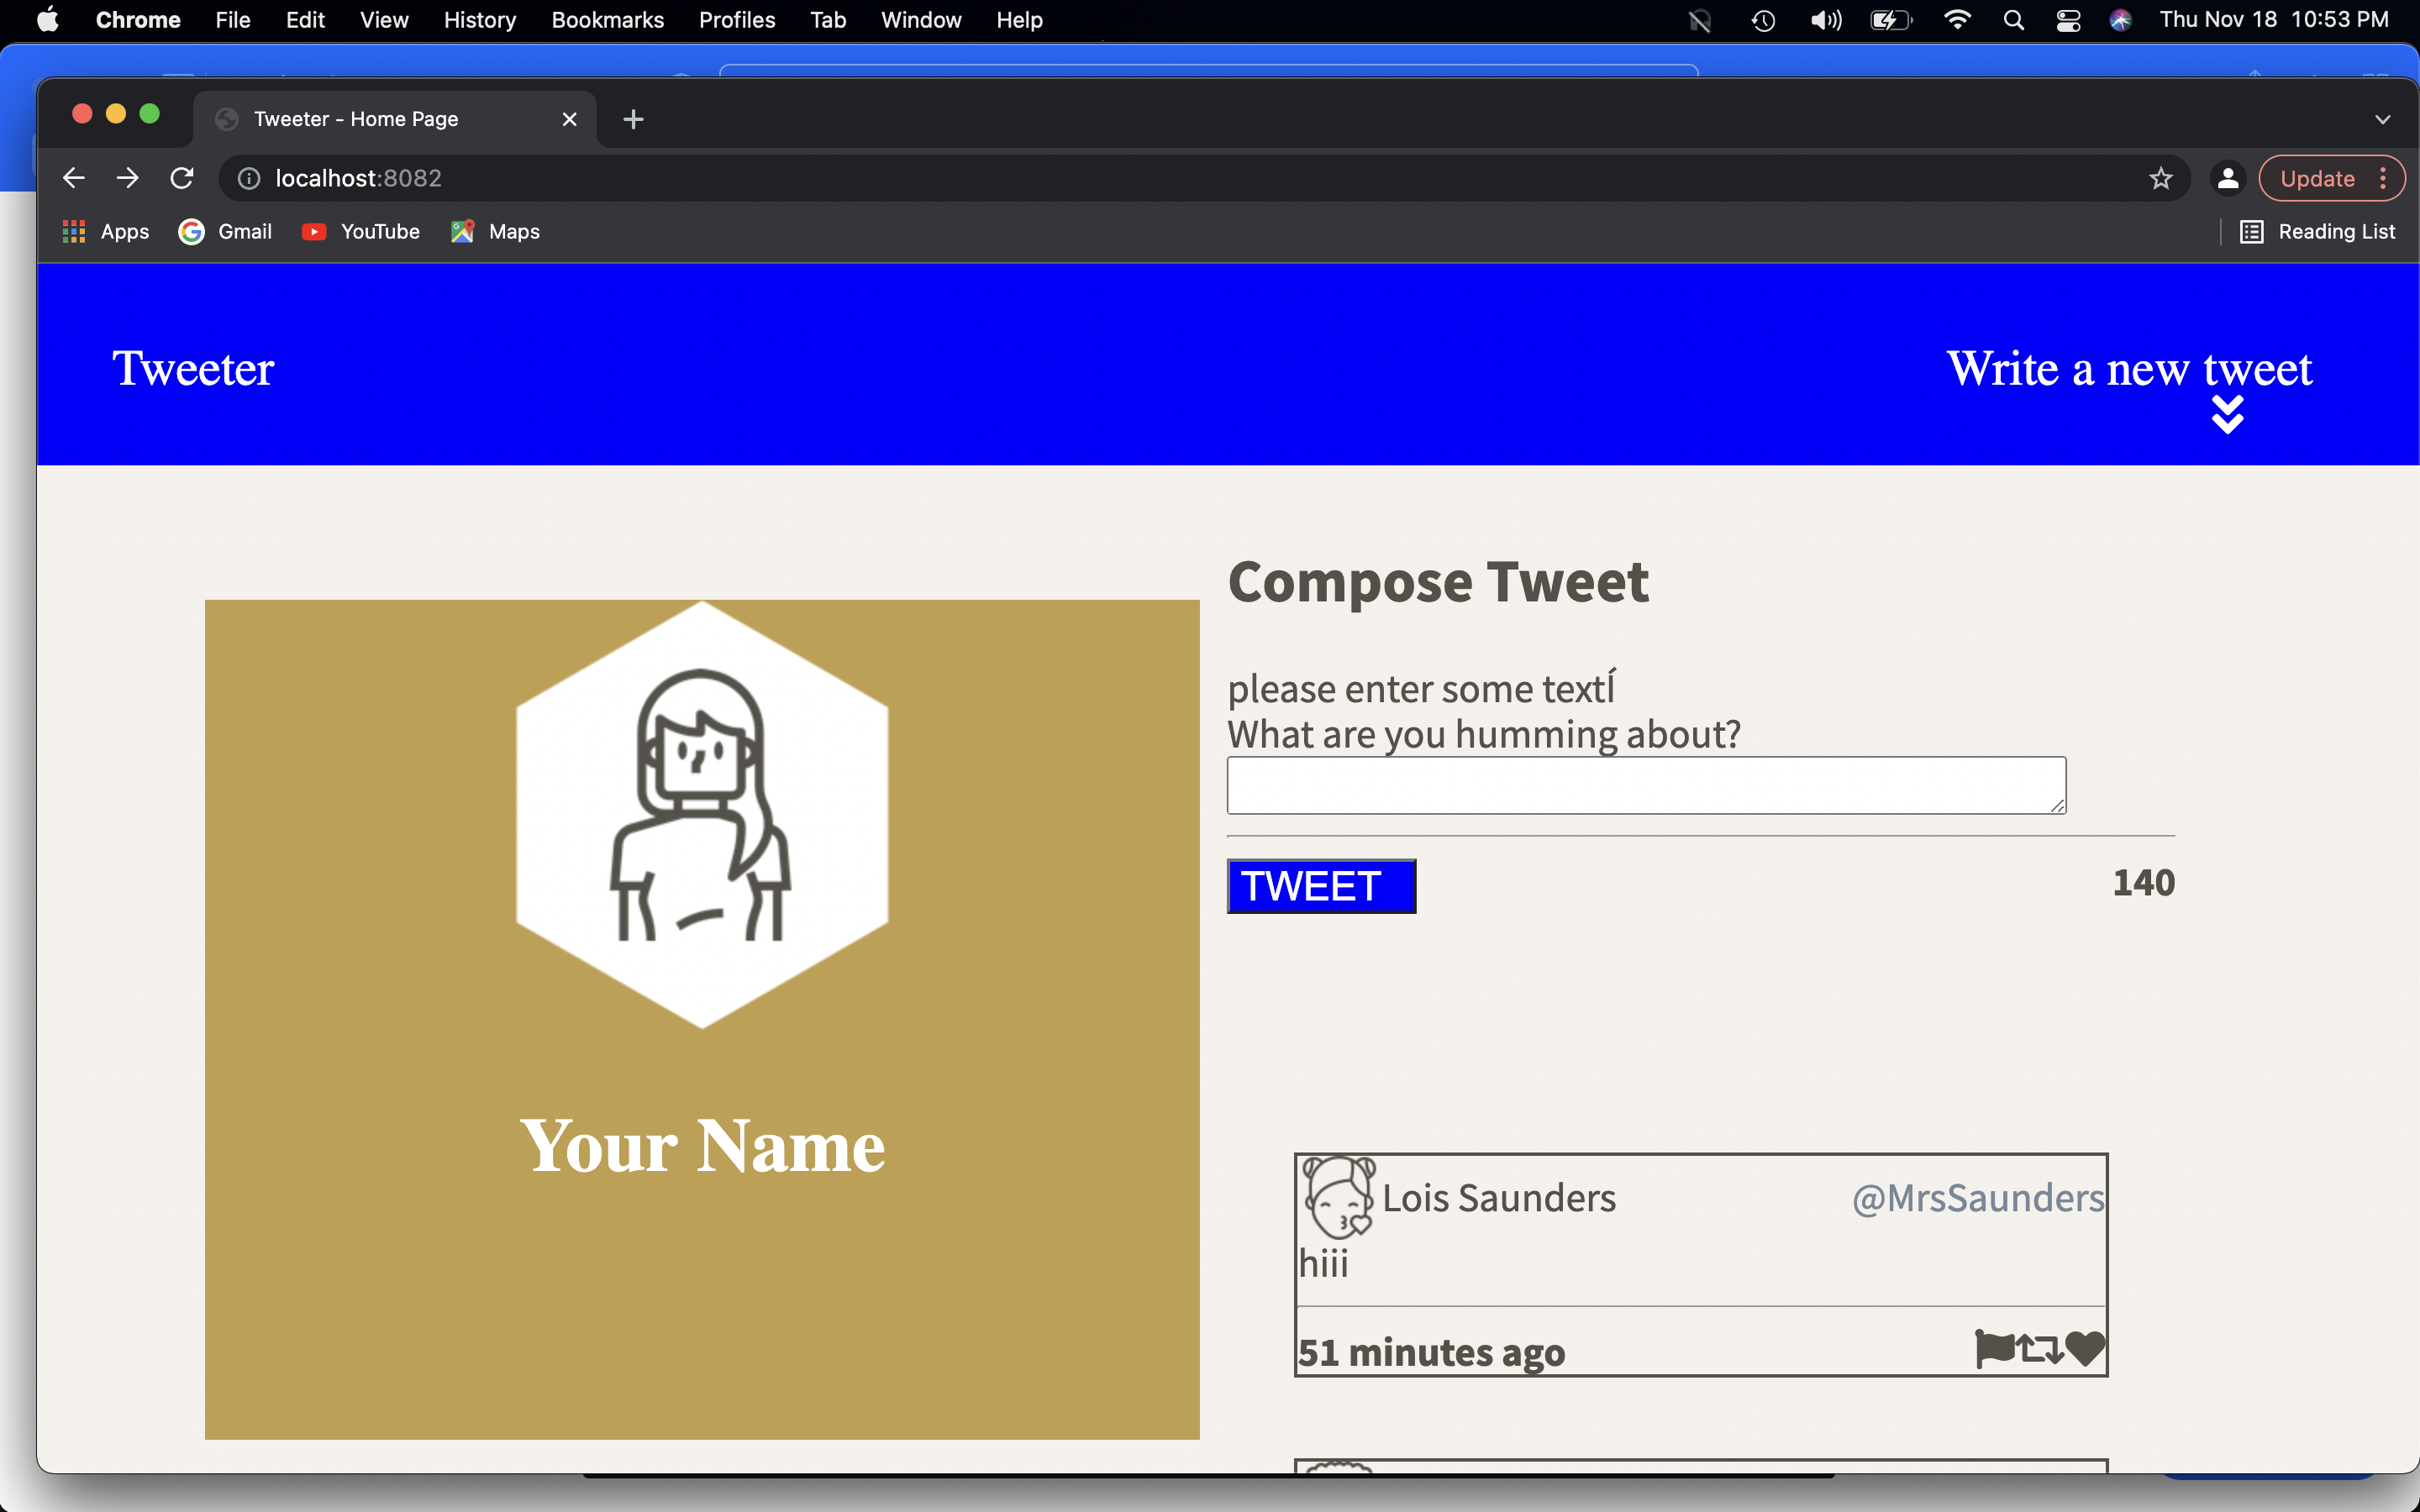 Chrome File Edit View History Bookmarks Profiles Tab Window Help Thu Nov 18 10:53 PM
Tweeter - Home Page
localhost:8082 Update
Apps Gmail YouTube Maps Reading List
Tweeter Write a new tweet
Compose Tweet
please enter some textÍ
What are you humming about?
TWEET 140
Your Name
Lois Saunders @MrsSaunders
hiii
51 minutes ago